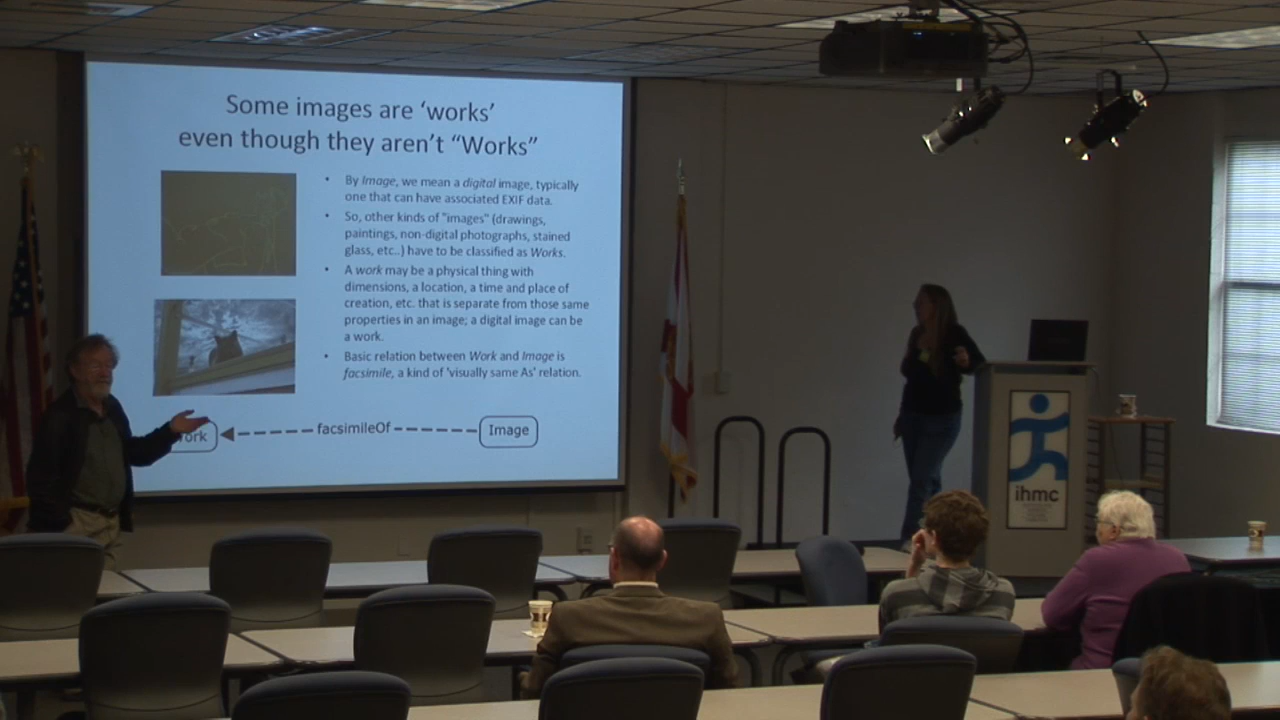 Some images are 'works'
even though they aren't "Works"
• By Image, we mean a digital image, typically
one that can have associated EXIF data.
• So, other kinds of "images" (drawings,
paintings, non-digital photographs, stained
glass, etc..) have to be classified as Works.
• A work may be a physical thing with
dimensions, a location, a time and place of
creation, etc. that is separate from those same
properties in an image; a digital image can be
a work.
• Basic relation between Work and Image is
facsimile, a kind of 'visually same As' relation.
ork facsimileOf Image
ihmc